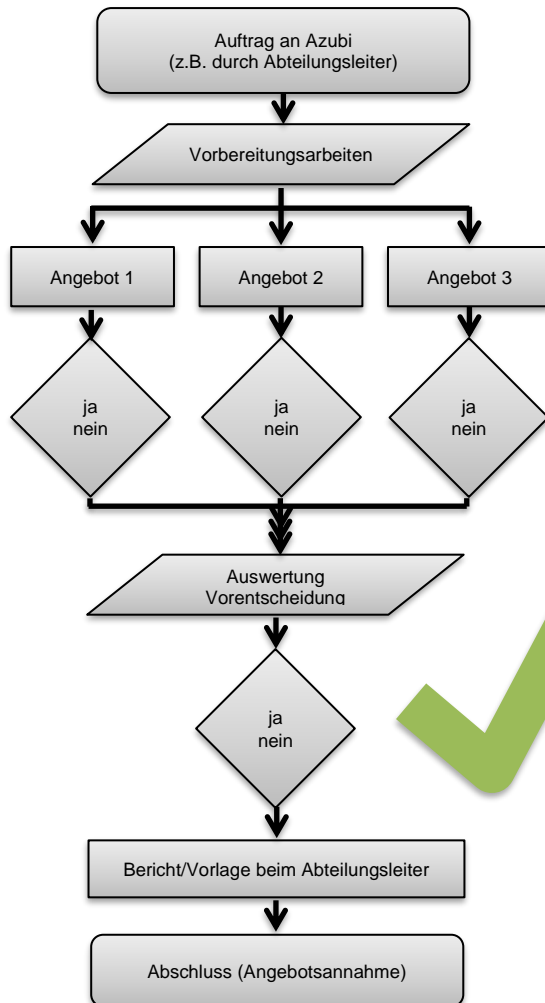 Auftrag an Azubi
(z.B. durch Abteilungsleiter)
Vorbereitungsarbeiten
Angebot 1
Angebot 2
Angebot 3
ja
nein
ja
nein
ja
nein
Auswertung
Vorentscheidung
ja
nein
Bericht/Vorlage beim Abteilungsleiter
Abschluss (Angebotsannahme)